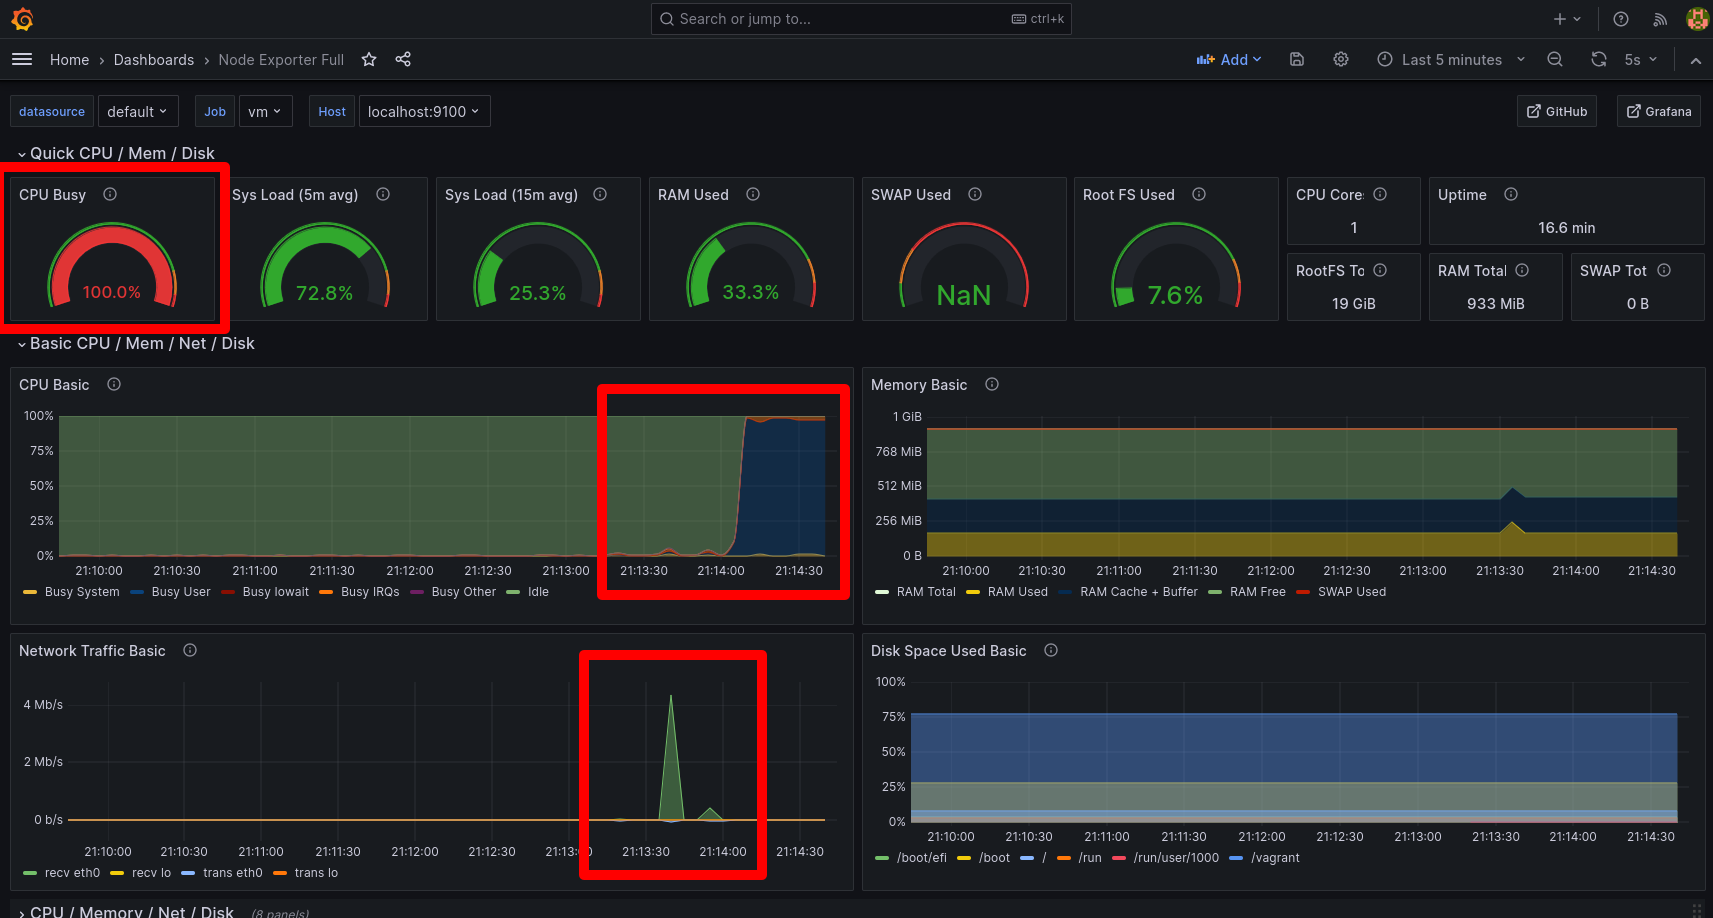 Search or jump to... ctrl+k
Home › Dashboards › Node Exporter Full Add Last 5 minutes 5s
datasource default Job vm Host localhost:9100 GitHub Grafana
Quick CPU / Mem / Disk
CPU Busy Sys Load (5m avg) Sys Load (15m avg) RAM Used SWAP Used Root FS Used CPU Core Uptime
1 16.6 min
RootFS To RAM Total SWAP Tot
100.0% 72.8% 25.3% 33.3% NaN 7.6% 19 GiB 933 MiB 0 B
Basic CPU / Mem / Net / Disk
CPU Basic
100%
75%
50%
25%
0%
21:10:00 21:10:30 21:11:00 21:11:30 21:12:00 21:12:30 21:13:00 21:13:30 21:14:00 21:14:30
Busy System Busy User Busy Iowait Busy IRQs Busy Other Idle
Memory Basic
1 GiB
768 MiB
512 MiB
256 MiB
0 B
21:10:00 21:10:30 21:11:00 21:11:30 21:12:00 21:12:30 21:13:00 21:13:30 21:14:00 21:14:30
RAM Total RAM Used RAM Cache + Buffer RAM Free SWAP Used
Network Traffic Basic
4 Mb/s
2 Mb/s
0 b/s
21:10:00 21:10:30 21:11:00 21:11:30 21:12:00 21:12:30 21:13:0 21:13:30 21:14:00 21:14:30
recv eth0 recv lo trans eth0 trans lo
Disk Space Used Basic
100%
75%
50%
25%
0%
21:10:00 21:10:30 21:11:00 21:11:30 21:12:00 21:12:30 21:13:00 21:13:30 21:14:00 21:14:30
/boot/efi /boot / /run /run/user/1000 /vagrant
CPU / Memory / Net / Disk (8 panels)